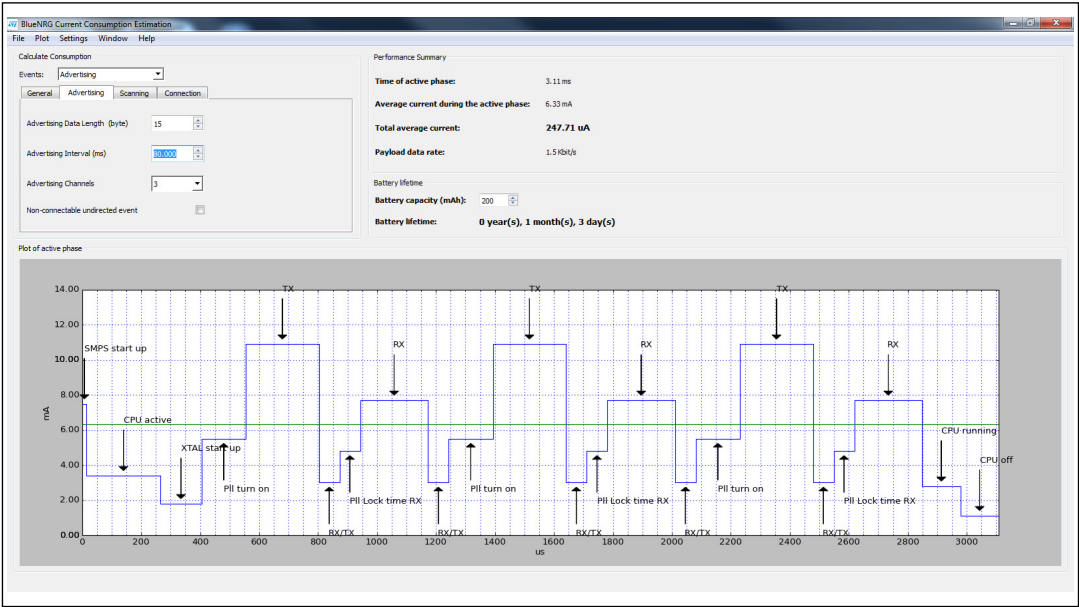 BlueNRG Current Consumption Estimation
File Plot Settings Window Help
Calculate Consumption
Events: Advertising
General Advertising Scanning Connection
Advertising Data Length (byte) 15
Advertising Interval (ms) 80.000
Advertising Channels 3
Non-connectable undirected event
Performance Summary
Time of active phase: 3.11 ms
Average current during the active phase: 6.33 mA
Total average current: 247.71 uA
Payload data rate: 1.5 Kbit/s
Battery lifetime
Battery capacity (mAh): 200
Battery lifetime: 0 year(s), 1 month(s), 3 day(s)
Plot of active phase
14.00
12.00
10.00
8.00
6.00
4.00
2.00
0.00
mA
TX TX TX
SMPS start up
RX RX RX
CPU active
CPU running
XTAL start up
CPU off
Pll turn on Pll turn on Pll turn on
Pll Lock time RX Pll Lock time RX Pll Lock time RX
RX/TX RX/TX RX/TX RX/TX RX/TX
0 200 400 600 800 1000 1200 1400 1600 1800 2000 2200 2400 2600 2800 3000
us